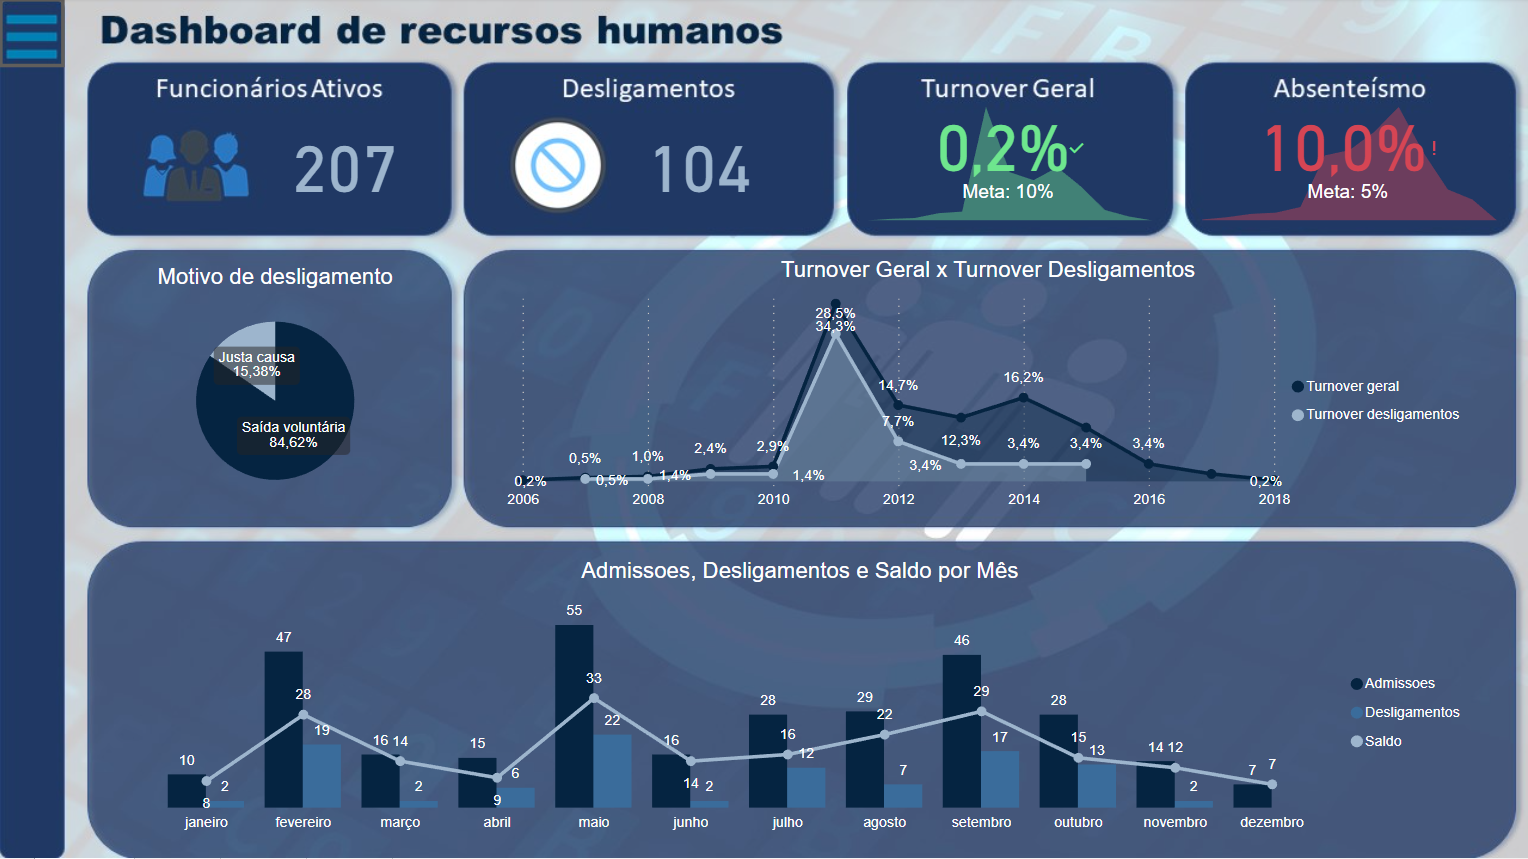 Dashboard de recursos humanos
Funcionários Ativos
207
Desligamentos
104
Turnover Geral
0,2%
Meta: 10%
Absenteísmo
10,0%!
Meta: 5%
Motivo de desligamento
Justa causa
15,38%
Saída voluntária
84,62%
Turnover Geral x Turnover Desligamentos
28,5%
34,3%
14,7%
16,2%
7,7%
12,3%
3,4%
3,4%
3,4%
3,4%
2,4%
2,9%
0,5%
1,0%
0,2%
0,5%
1,4%
1,4%
0,2%
2006
2008
2010
2012
2014
2016
2018
Turnover geral
Turnover desligamentos
Admissoes, Desligamentos e Saldo por Mês
10
8
2
47
28
19
16
14
2
15
9
6
55
33
22
16
14
2
28
16
12
29
22
7
46
29
17
28
15
13
14
12
2
7
7
janeiro
fevereiro
março
abril
maio
junho
julho
agosto
setembro
outubro
novembro
dezembro
Admissoes
Desligamentos
Saldo